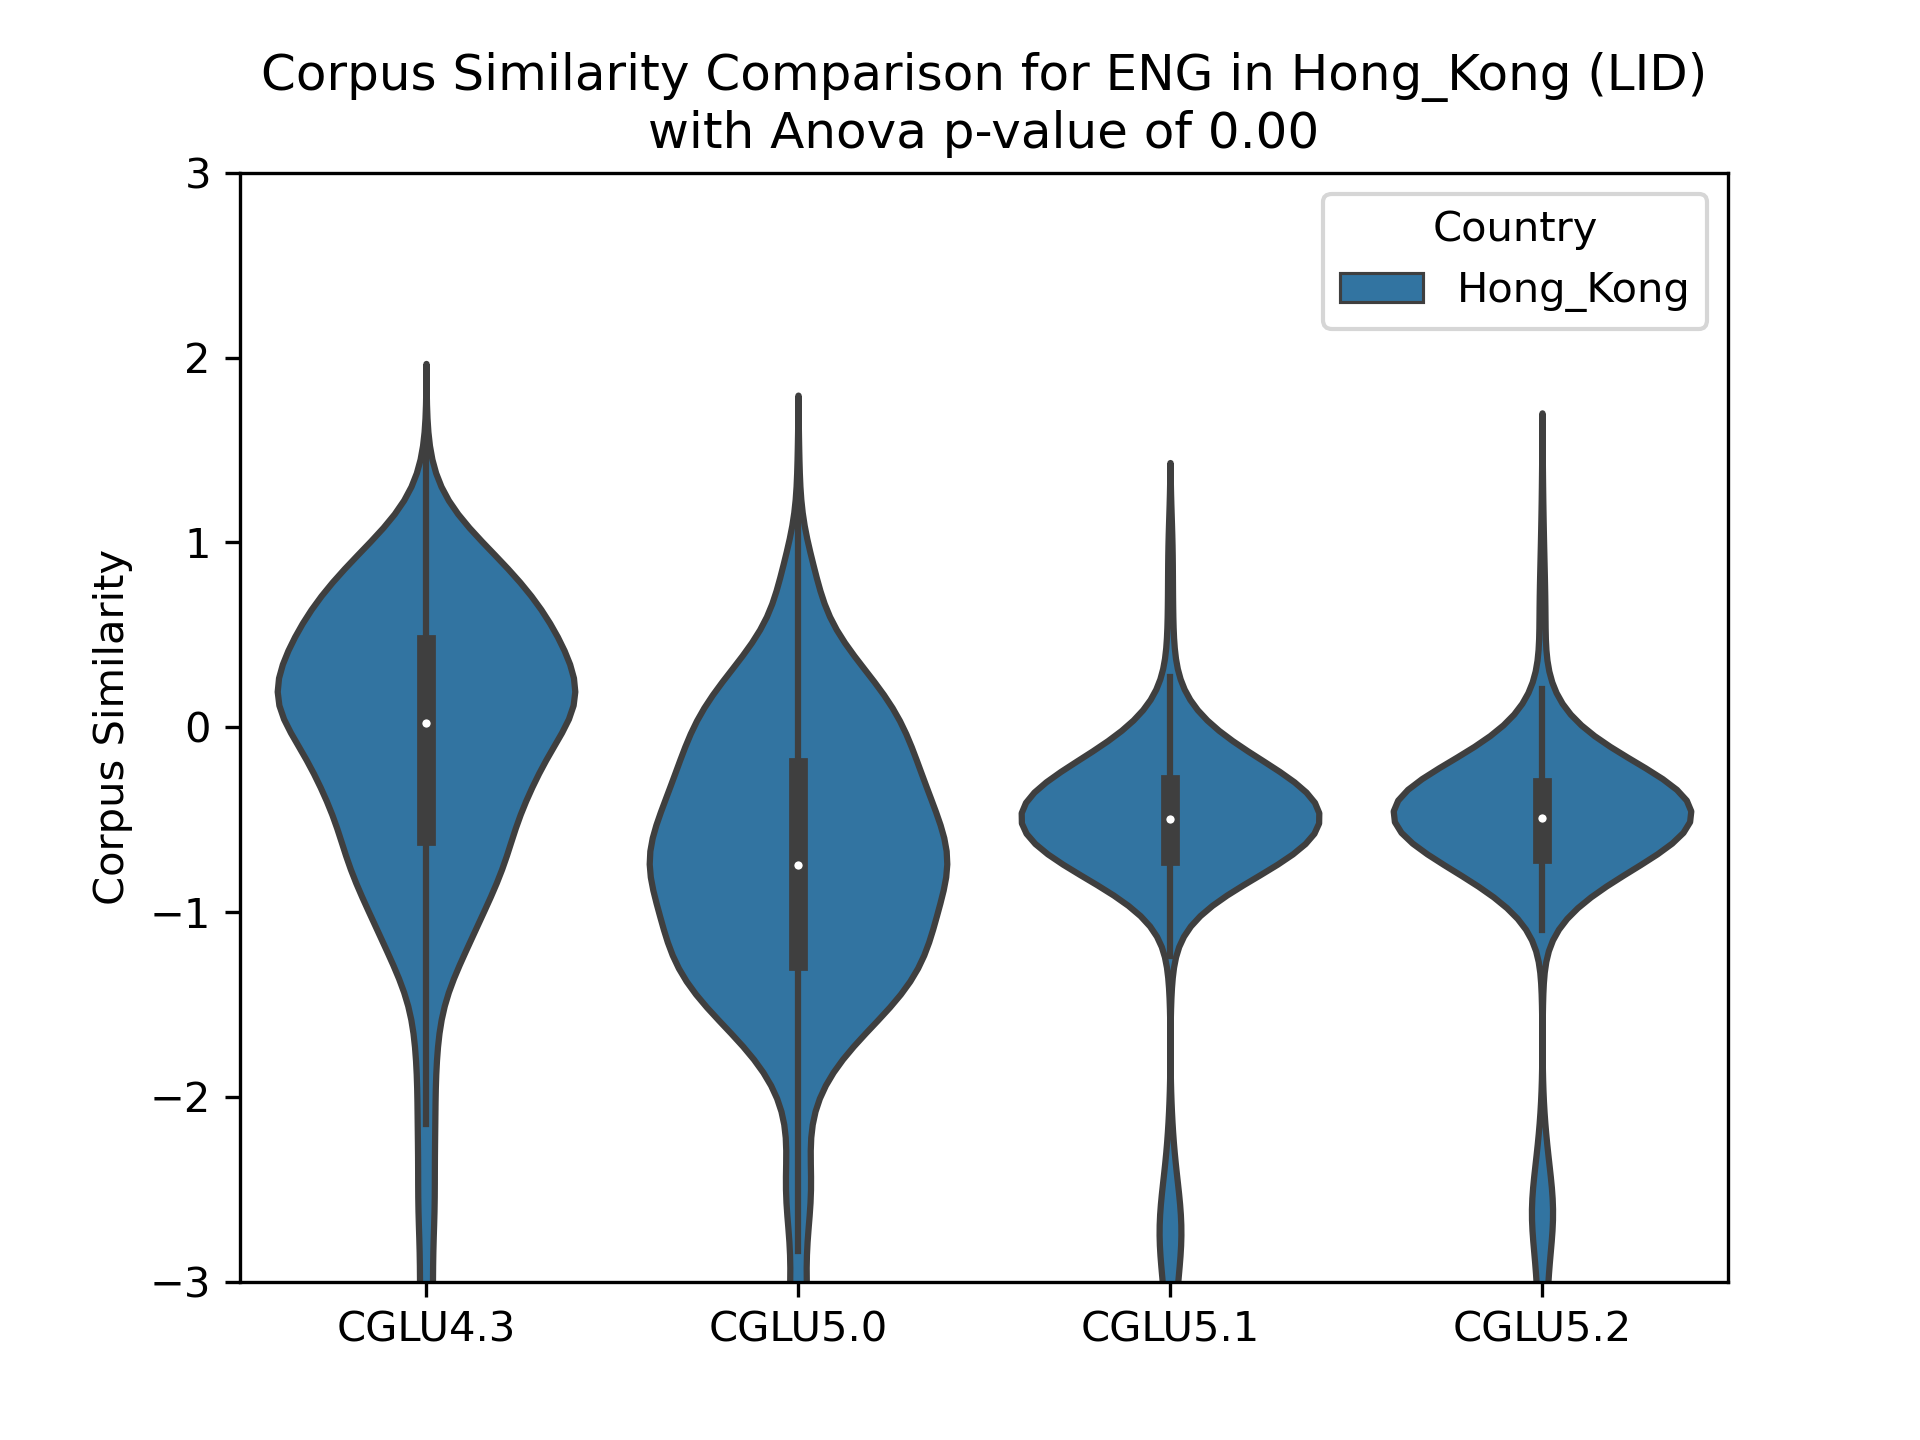 Corpus Similarity Comparison for ENG in Hong_Kong (LID)
with Anova p-value of 0.00
Country
Hong_Kong
Corpus Similarity
3
2
1
0
−1
−2
−3
CGLU4.3
CGLU5.0
CGLU5.1
CGLU5.2